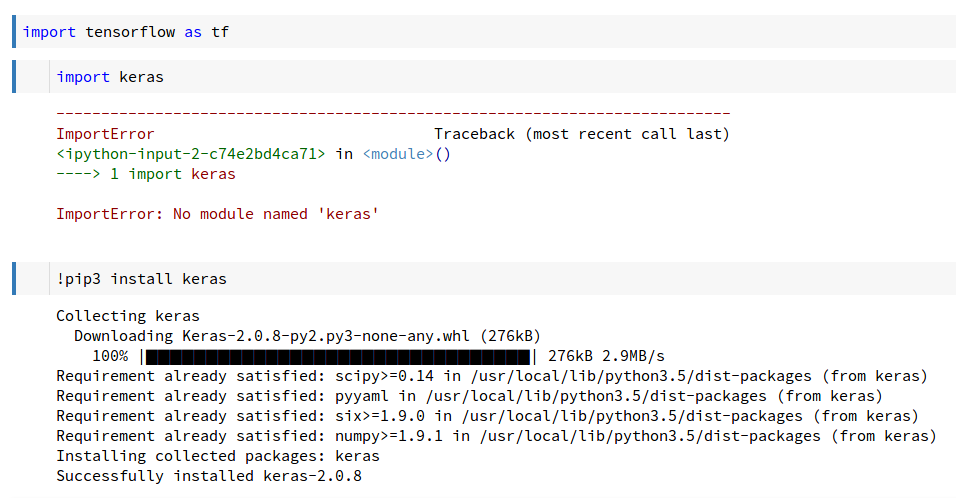 import tensorflow as tf
import keras
---------------------------------------------------------------------------
ImportError                               Traceback (most recent call last)
<ipython-input-2-c74e2bd4ca71> in <module>()
----> 1 import keras
ImportError: No module named 'keras'
!pip3 install keras
Collecting keras
  Downloading Keras-2.0.8-py2.py3-none-any.whl (276kB)
    100% |████████████████████████████████| 276kB 2.9MB/s
Requirement already satisfied: scipy>=0.14 in /usr/local/lib/python3.5/dist-packages (from keras)
Requirement already satisfied: pyyaml in /usr/local/lib/python3.5/dist-packages (from keras)
Requirement already satisfied: six>=1.9.0 in /usr/local/lib/python3.5/dist-packages (from keras)
Requirement already satisfied: numpy>=1.9.1 in /usr/local/lib/python3.5/dist-packages (from keras)
Installing collected packages: keras
Successfully installed keras-2.0.8